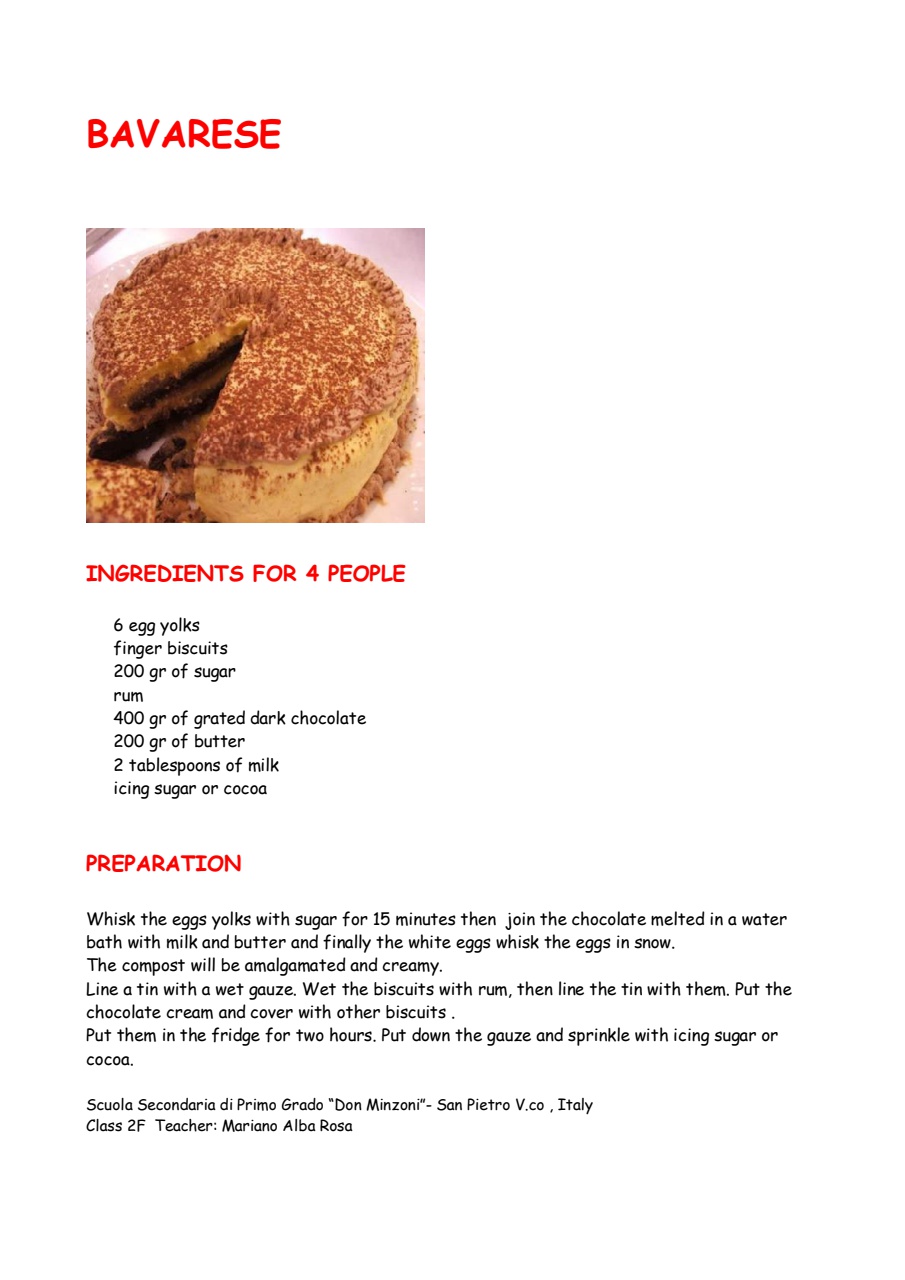 BAVARESE
INGREDIENTS FOR 4 PEOPLE
6 egg yolks
finger biscuits
200 gr of sugar
rum
400 gr of grated dark chocolate
200 gr of butter
2 tablespoons of milk
icing sugar or cocoa
PREPARATION
Whisk the eggs yolks with sugar for 15 minutes then  join the chocolate melted in a water
bath with milk and butter and finally the white eggs whisk the eggs in snow.
The compost will be amalgamated and creamy.
Line a tin with a wet gauze. Wet the biscuits with rum, then line the tin with them. Put the
chocolate cream and cover with other biscuits .
Put them in the fridge for two hours. Put down the gauze and sprinkle with icing sugar or
cocoa.
Scuola Secondaria di Primo Grado “Don Minzoni”- San Pietro V.co , Italy
Class 2F  Teacher: Mariano Alba Rosa